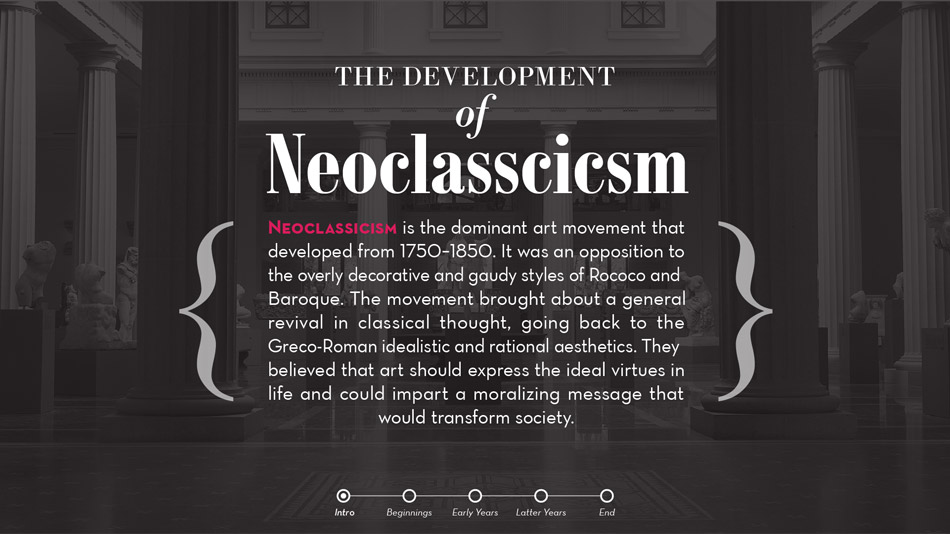 THE DEVELOPMENT
of
Neoclasscicsm
NEOCLASSICISM is the dominant art movement that
developed from 1750–1850. It was an opposition to
the overly decorative and gaudy styles of Rococo and
Baroque. The movement brought about a general
revival in classical thought, going back to the
Greco-Roman idealistic and rational aesthetics. They
believed that art should express the ideal virtues in
life and could impart a moralizing message that
would transform society.
Intro Beginnings Early Years Latter Years End